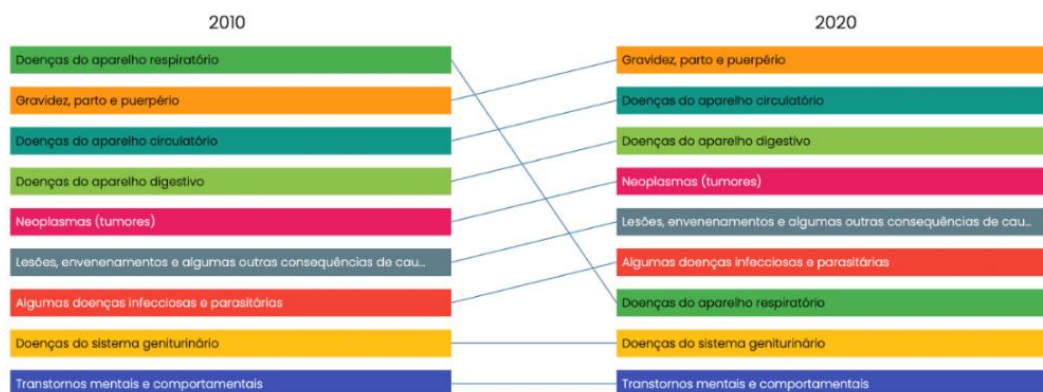 2010
Doenças do aparelho respiratório
Gravidez, parto e puerpério
Doenças do aparelho circulatório
Doenças do aparelho digestivo
Neoplasmas (tumores)
Lesões, envenenamentos e algumas outras consequências de cau...
Algumas doenças infecciosas e parasitárias
Doenças do sistema geniturinário
Transtornos mentais e comportamentais
2020
Gravidez, parto e puerpério
Doenças do aparelho circulatório
Doenças do aparelho digestivo
Neoplasmas (tumores)
Lesões, envenenamentos e algumas outras consequências de cau...
Algumas doenças infecciosas e parasitárias
Doenças do aparelho respiratório
Doenças do sistema geniturinário
Transtornos mentais e comportamentais